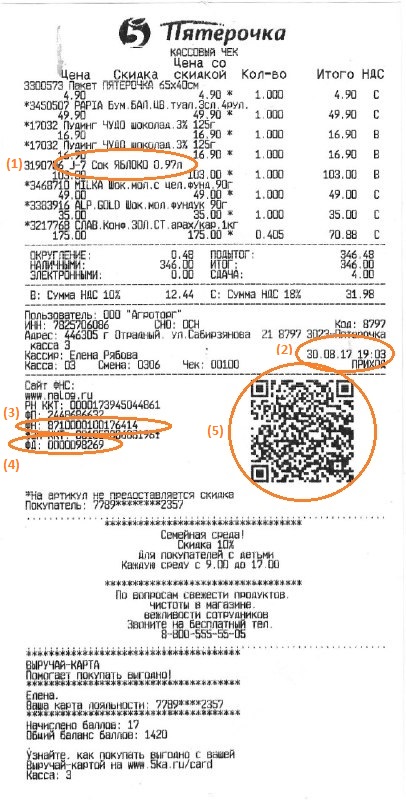 5 Пятерочка
КАССОВЫЙ ЧЕК
Цена со
Цена Скидка скидкой Кол-во Итого НДС
3300573 Пакет ПЯТЕРОЧКА 65х40см
4.90 4.90 * 1.000 4.90 С
*3450507 PAPIA Бум.БАЛ.ЦВ.туал.3сл.4рул.
49.90 49.90 * 1.000 49.90 С
*17032 Пудинг ЧУДО шоколад.3% 125г
16.90 16.90 * 1.000 16.90 В
*17032 Пудинг ЧУДО шоколад.3% 125г
16.90 16.90 * 1.000 16.90 В
(1) 3190786 J-7 Сок ЯБЛОКО 0.97л
103.00 103.00 * 1.000 103.00 В
*3468710 MILKA Шок.мол.с цел.фунд.90г
49.00 49.00 * 1.000 49.00 С
*3383916 ALP.GOLD Шок.мол.фундук 90г
35.00 35.00 * 1.000 35.00 С
*3217768 СЛАВ.Конф.ЗОЛ.СТ.арах/кар.1кг
175.00 175.00 * 0.405 70.88 С
ОКРУГЛЕНИЕ: 0.48 ПОДЫТОГ: 346.48
НАЛИЧНЫМИ: 346.00 ИТОГ: 346.00
ЭЛЕКТРОННЫМИ: 0.00 СДАЧА: 4.00
В: Сумма НДС 10% 12.44 С: Сумма НДС 18% 31.98
Пользователь: ООО "Агроторг"
ИНН: 7825706086 СНО: ОСН Код: 8797
Адрес: 446305 г Отрадный, ул.Сабирзянова 21 8797 3023-Пятерочка
касса 3
(2)
Кассир: Елена Рябова 30.08.17 19:03
Касса: 03 Смена: 0306 Чек: 00100 ПРИХОД
Сайт ФНС:
www.nalog.ru
РН ККТ: 0000173945044861
(3)
ФН: 8710000100176414
(5)
ФД: 0000098269
(4)
*На артикул не предоставляется скидка
Покупатель: 7789********2357
Семейная среда!
Скидка 10%
Для покупателей с детьми
Каждую среду с 9.00 до 17.00
По вопросам свежести продуктов,
чистоты в магазине,
вежливости сотрудников
Звоните на бесплатный тел.
8-800-555-55-05
ВЫРУЧАЙ-КАРТА
Помогает покупать выгодно!
Елена,
Ваша карта лояльности: 7789****2357
Начислено баллов: 17
Общий баланс баллов: 1420
Узнайте, как покупать выгодно с вашей
Выручай-картой на www.5ka.ru/card
Касса: 3